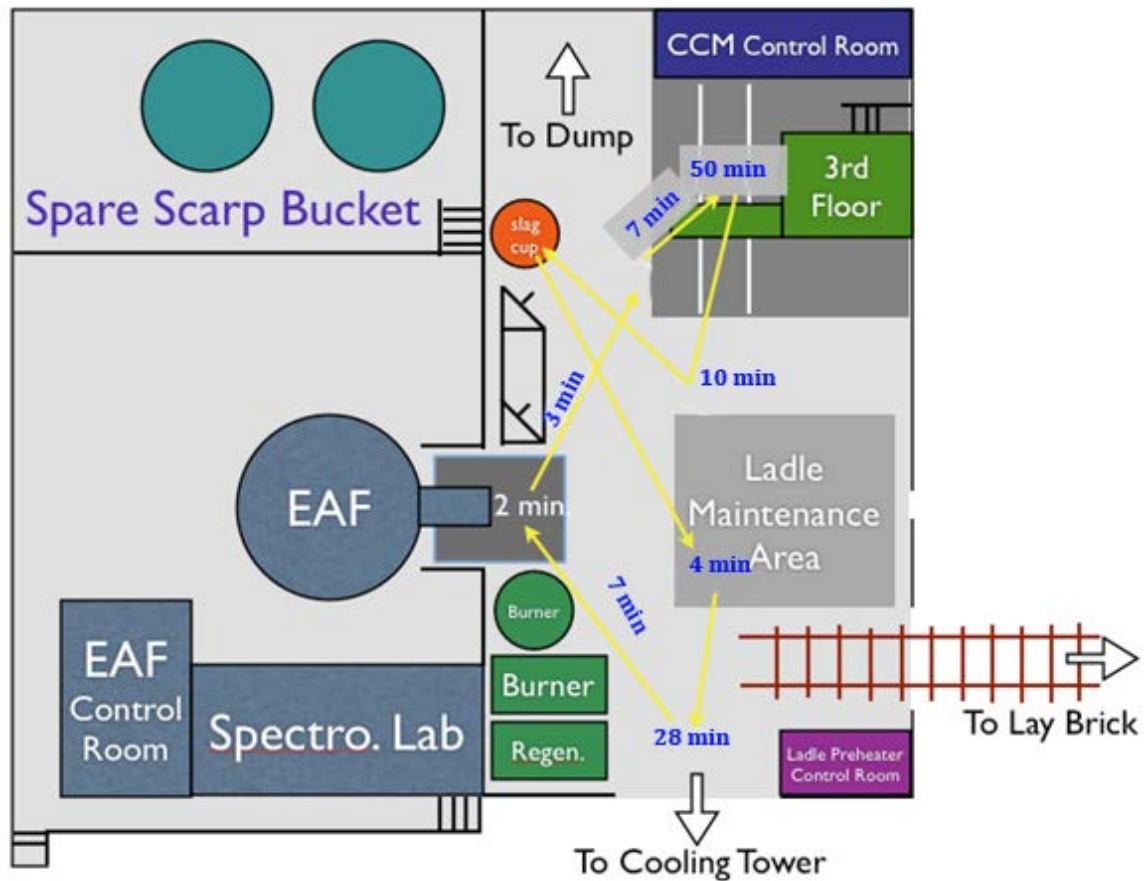 CCM Control Room
To Dump
50 min
3rd
Floor
7 min
Spare Scarp Bucket
slag
cup
10 min
3 min
EAF
2 min.
Ladle
Maintenance
Area
4 min
7 min
Burner
EAF
Control
Room
Burner
Spectro. Lab
Regen.
28 min
To Lay Brick
Ladle Preheater
Control Room
To Cooling Tower